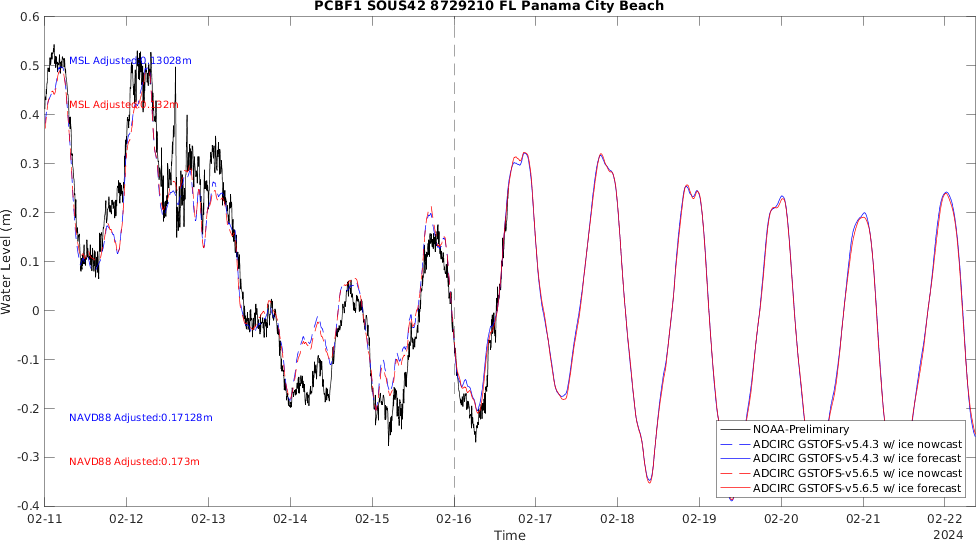 PCBF1 SOUS42 8729210 FL Panama City Beach
0.6
0.5
0.4
0.3
0.2
0.1
0
-0.1
-0.2
-0.3
-0.4
Water Level (m)
MSL Adjusted:0.13028m
MSL Adjusted:0.132m
NAVD88 Adjusted:0.17128m
NAVD88 Adjusted:0.173m
NOAA-Preliminary
ADCIRC GSTOFS-v5.4.3 w/ ice nowcast
ADCIRC GSTOFS-v5.4.3 w/ ice forecast
ADCIRC GSTOFS-v5.6.5 w/ ice nowcast
ADCIRC GSTOFS-v5.6.5 w/ ice forecast
02-11 02-12 02-13 02-14 02-15 02-16 02-17 02-18 02-19 02-20 02-21 02-22
2024
Time